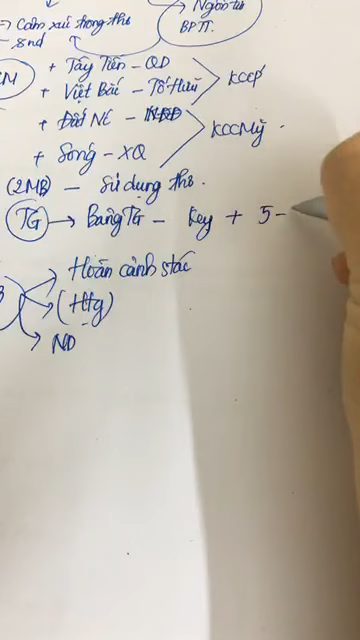 ⇒ Cảm xúc trong thơ
Ngôn từ
BPTT.
- snd
+ Tây Tiến - QD
+ Việt Bắc - Tố Hữu
KCCP
+ Đất Nc -
+ Sóng - XQ
KCCMỹ.
(2MB) - Sử dụng thơ.
TG → Bảng TG - Key + 5 -
Hoàn cảnh stác
(Htg)
ND